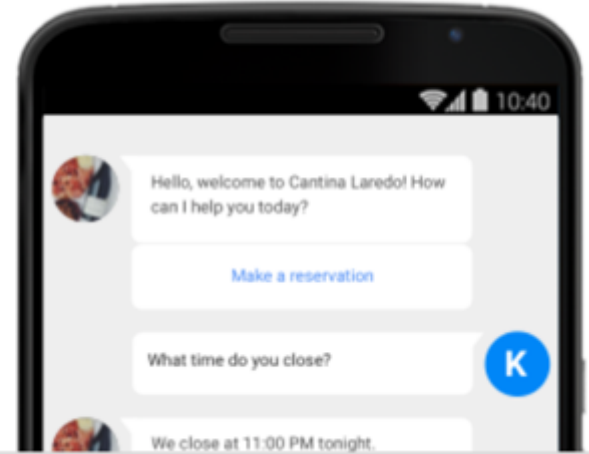 10:40
Hello, welcome to Cantina Laredo! How
can I help you today?
Make a reservation
What time do you close?
K
We close at 11:00 PM tonight.